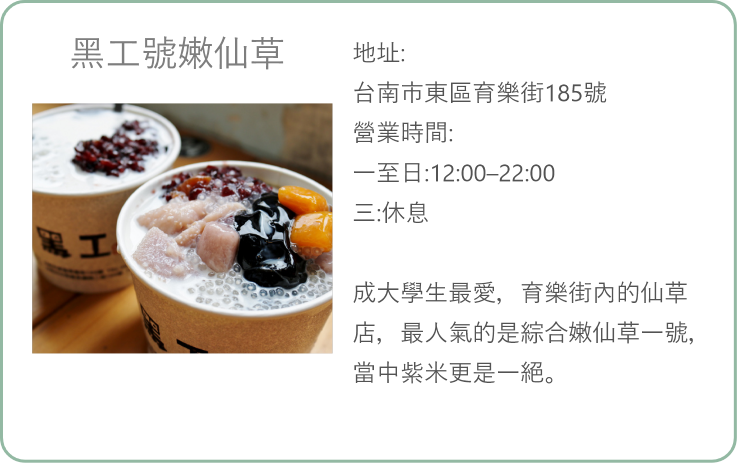 黑工號嫩仙草
地址:
台南市東區育樂街185號
營業時間:
一至日:12:00–22:00
三:休息
成大學生最愛，育樂街內的仙草
店，最人氣的是綜合嫩仙草一號，
當中紫米更是一絕。
黑工
黑工